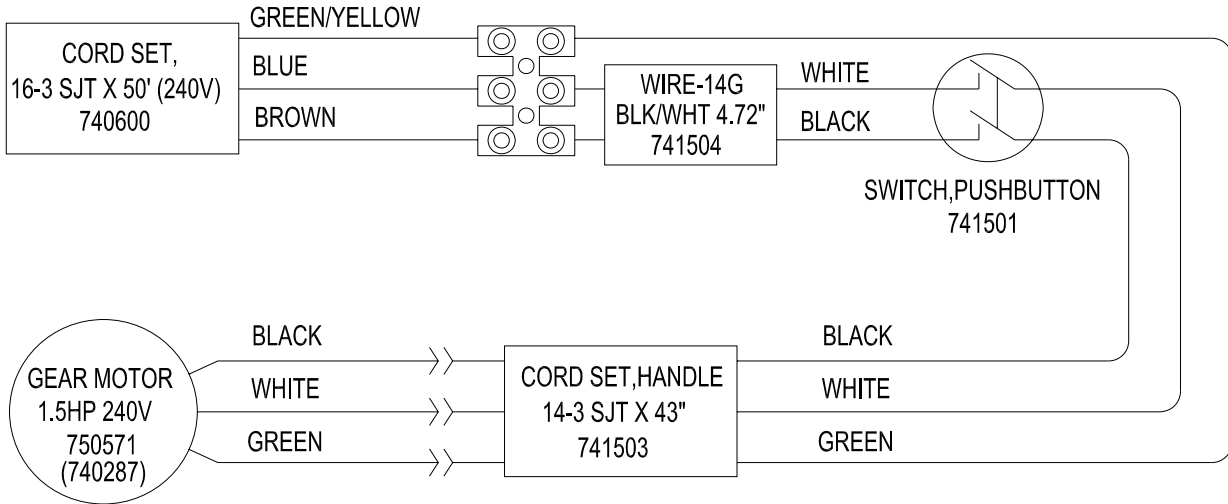 GREEN/YELLOW
CORD SET,
16-3 SJT X 50' (240V)
740600
BLUE
BROWN
WIRE-14G
BLK/WHT 4.72"
741504
WHITE
BLACK
SWITCH,PUSHBUTTON
741501
GEAR MOTOR
1.5HP 240V
750571
(740287)
BLACK
WHITE
GREEN
CORD SET,HANDLE
14-3 SJT X 43"
741503
BLACK
WHITE
GREEN